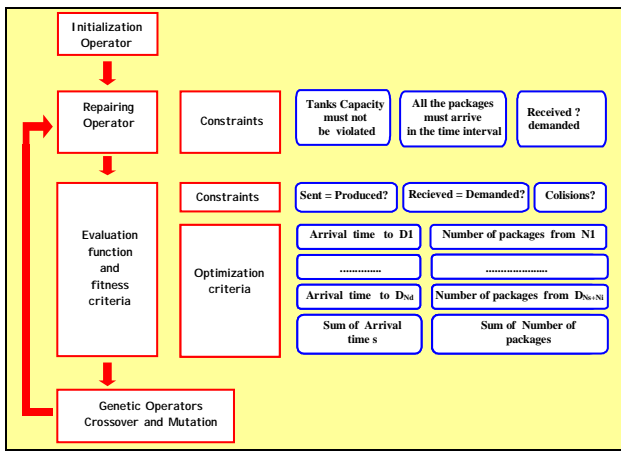 Initialization
Operator
Repairing
Operator
Constraints
Tanks Capacity
must not
be violated
All the packages
must arrive
in the time interval
Received ?
demanded
Evaluation
function
and
fitness
criteria
Constraints
Sent = Produced?
Recieved = Demanded?
Colisions?
Optimization
criteria
Arrival time to D1
Number of packages from N1
..............
.....................
Arrival time to DNd
Number of packages from DNs+Ni
Sum of Arrival
time s
Sum of Number of
packages
Genetic Operators
Crossover and Mutation